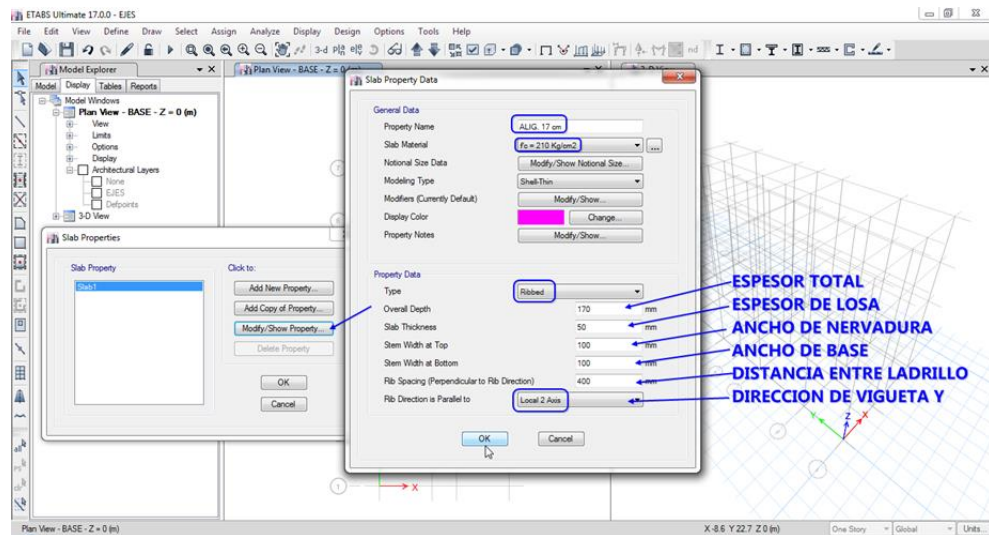 ETABS Ultimate 17.0.0 - EJES
File Edit View Define Draw Select Assign Analyze Display Design Options Tools Help
3-d nd
Model Explorer
Model Display Tables Reports
Model Windows
Plan View - BASE - Z = 0 (m)
View
Limits
Options
Display
Architectural Layers
None
EJES
Defpoints
3-D View
Plan View - BASE - Z =
Slab Properties
Slab Property
Slab1
Click to:
Add New Property...
Add Copy of Property...
Modify/Show Property...
Delete Property
OK
Cancel
Slab Property Data
General Data
Property Name ALIG. 17 cm
Slab Material f'c = 210 Kg/cm2 ...
Notional Size Data Modify/Show Notional Size...
Modeling Type Shell-Thin
Modifiers (Currently Default) Modify/Show...
Display Color Change...
Property Notes Modify/Show...
Property Data
Type Ribbed
Overall Depth 170 mm
Slab Thickness 50 mm
Stem Width at Top 100 mm
Stem Width at Bottom 100 mm
Rib Spacing (Perpendicular to Rib Direction) 400 mm
Rib Direction is Parallel to Local 2 Axis
OK Cancel
ESPESOR TOTAL
ESPESOR DE LOSA
ANCHO DE NERVADURA
ANCHO DE BASE
DISTANCIA ENTRE LADRILLO
DIRECCION DE VIGUETA Y
Y Z X
1 X
Plan View - BASE - Z = 0 (m)
X -8.6 Y 22.7 Z 0 (m)
One Story Global Units...